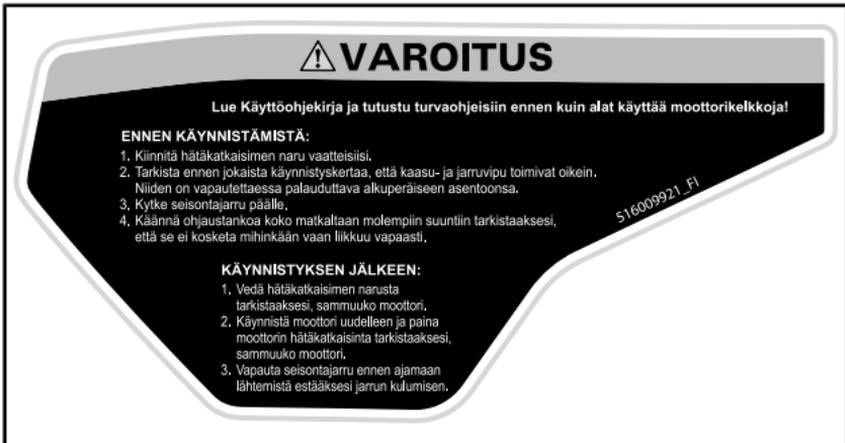 ⚠VAROITUS
Lue Käyttöohjekirja ja tutustu turvaohjeisiin ennen kuin alat käyttää moottorikelkkoja!
ENNEN KÄYNNISTÄMISTÄ:
1. Kiinnitä hätäkatkaisimen naru vaatteisiisi.
2. Tarkista ennen jokaista käynnistyskertaa, että kaasu- ja jarruvipu toimivat oikein.
Niiden on vapautettaessa palauduttava alkuperäiseen asentoonsa.
3. Kytke seisontajarru päälle.
4. Käännä ohjaustankoa koko matkaltaan molempiin suuntiin tarkistaaksesi,
että se ei kosketa mihinkään vaan liikkuu vapaasti.
516009921_FI
KÄYNNISTYKSEN JÄLKEEN:
1. Vedä hätäkatkaisimen narusta
tarkistaaksesi, sammuuko moottori.
2. Käynnistä moottori uudelleen ja paina
moottorin hätäkatkaisinta tarkistaaksesi,
sammuuko moottori.
3. Vapauta seisontajarru ennen ajamaan
lähtemistä estääksesi jarrun kulumisen.